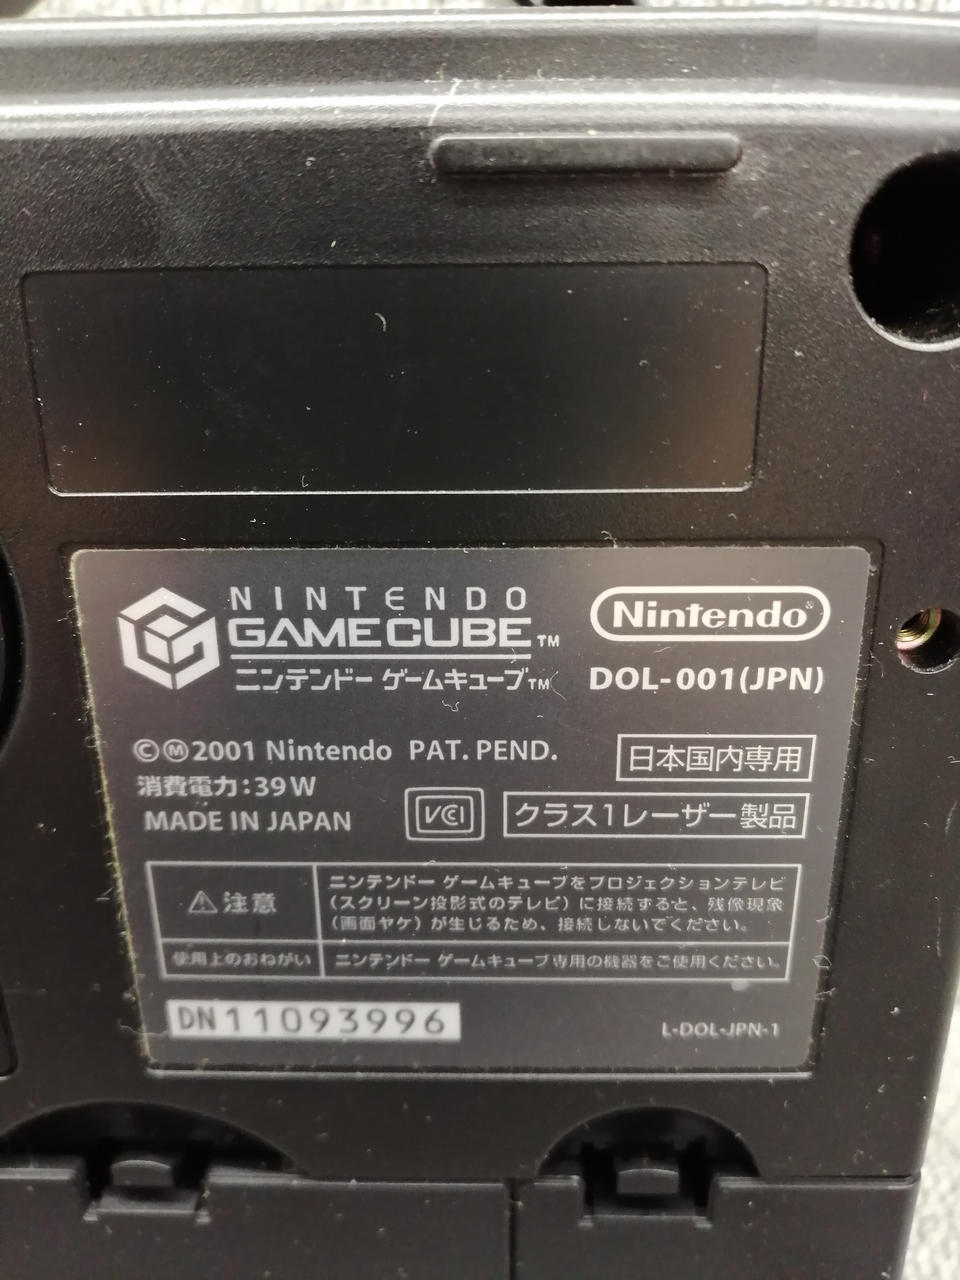 NINTENDO
GAMECUBE TM
ニンテンドー ゲームキューブTM
Nintendo®
DOL-001(JPN)
©Ⓜ2001 Nintendo PAT. PEND.
消費電力：39W
MADE IN JAPAN
日本国内専用
VCI
クラス1レーザー製品
⚠注意
ニンテンドー ゲームキューブをプロジェクションテレビ
（スクリーン投影式のテレビ）に接続すると、残像現象
（画面ヤケ）が生じるため、接続しないでください。
使用上のおねがい
ニンテンドー ゲームキューブ専用の機器をご使用ください。
DN11093996
L-DOL-JPN-1